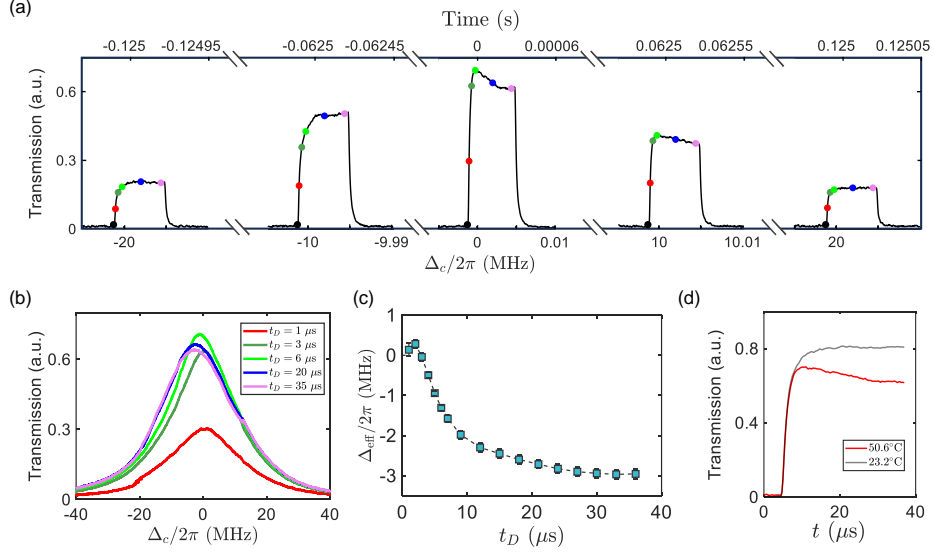 (a)
Time (s)
-0.125 -0.12495 -0.0625 -0.06245 0 0.00006 0.0625 0.06255 0.125 0.12505
Transmission (a.u.)
0.6
0.3
0
-20 -10 -9.99 0 0.01 10 10.01 20
Δc/2π (MHz)
(b)
Transmission (a.u.)
0.6
0.3
0
-40 -20 0 20 40
Δc/2π (MHz)
tD = 1 μs
tD = 3 μs
tD = 6 μs
tD = 20 μs
tD = 35 μs
(c)
Δeff/2π (MHz)
1
0
-1
-2
-3
0 10 20 30 40
tD (μs)
(d)
Transmission (a.u.)
0.8
0.4
0
0 20 40
t (μs)
50.6°C
23.2°C